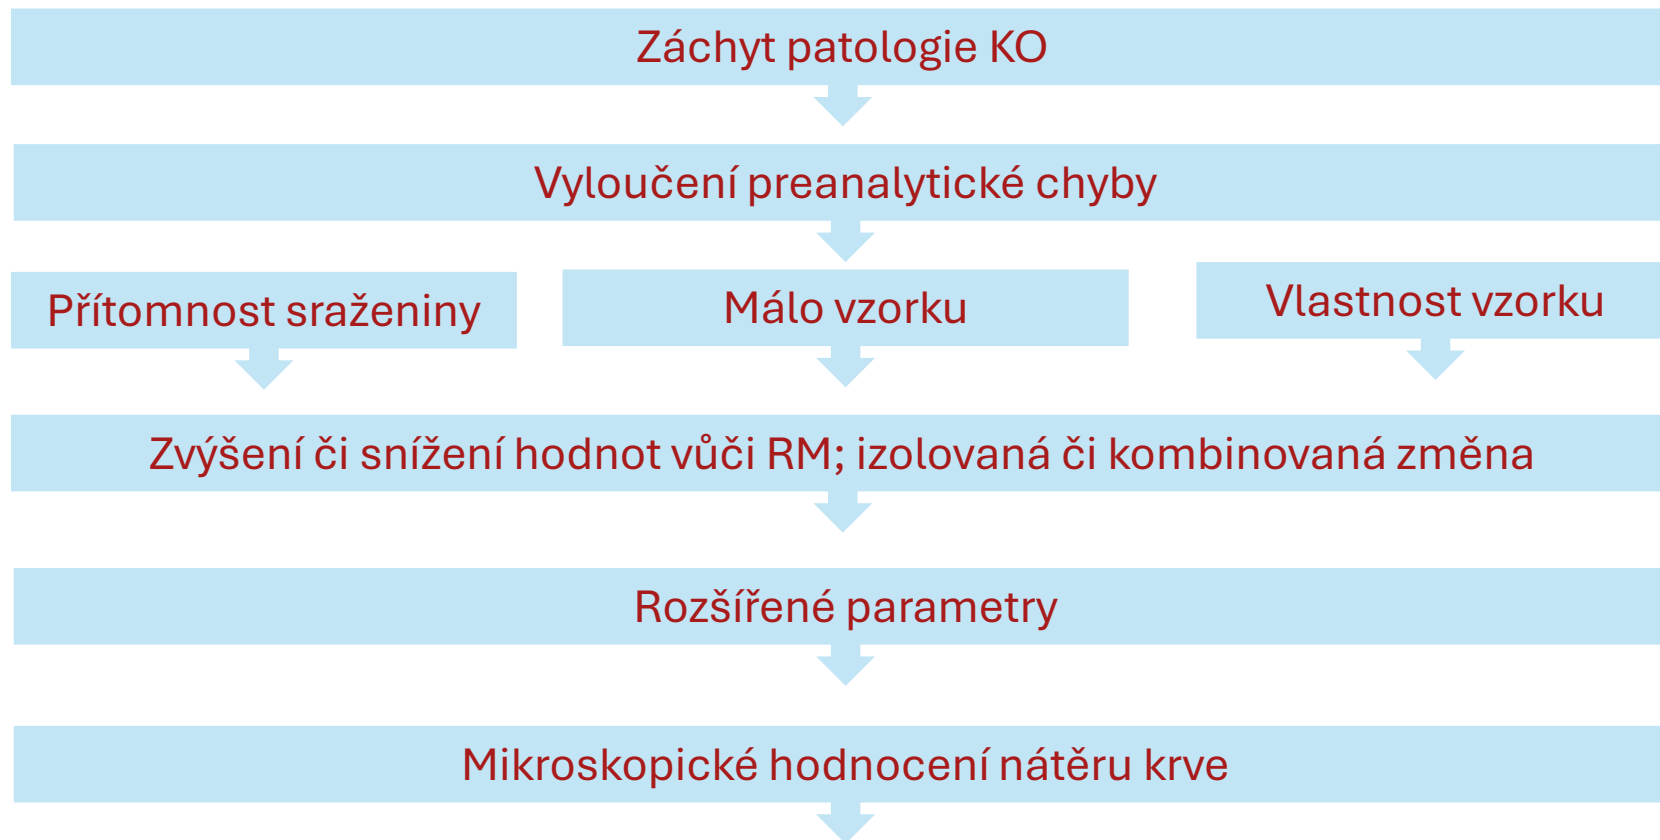 Záchyt patologie KO
Vyloučení preanalytické chyby
Přítomnost sraženiny
Málo vzorku
Vlastnost vzorku
Zvýšení či snížení hodnot vůči RM; izolovaná či kombinovaná změna
Rozšířené parametry
Mikroskopické hodnocení nátěru krve